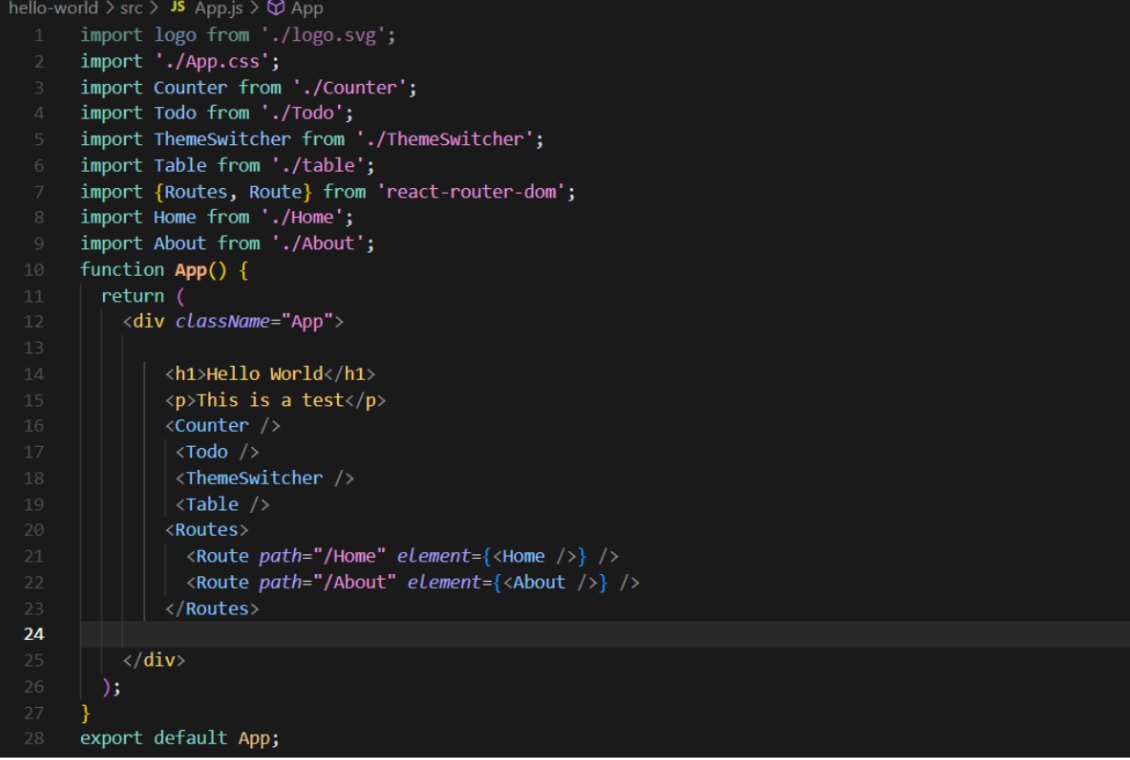 hello-world > src > JS App.js > App
1 import logo from './logo.svg';
2 import './App.css';
3 import Counter from './Counter';
4 import Todo from './Todo';
5 import ThemeSwitcher from './ThemeSwitcher';
6 import Table from './table';
7 import {Routes, Route} from 'react-router-dom';
8 import Home from './Home';
9 import About from './About';
10 function App() {
11   return (
12     <div className="App">
13
14         <h1>Hello World</h1>
15         <p>This is a test</p>
16         <Counter />
17          <Todo />
18          <ThemeSwitcher />
19          <Table />
20         <Routes>
21           <Route path="/Home" element={<Home />} />
22           <Route path="/About" element={<About />} />
23         </Routes>
24
25     </div>
26   );
27 }
28 export default App;